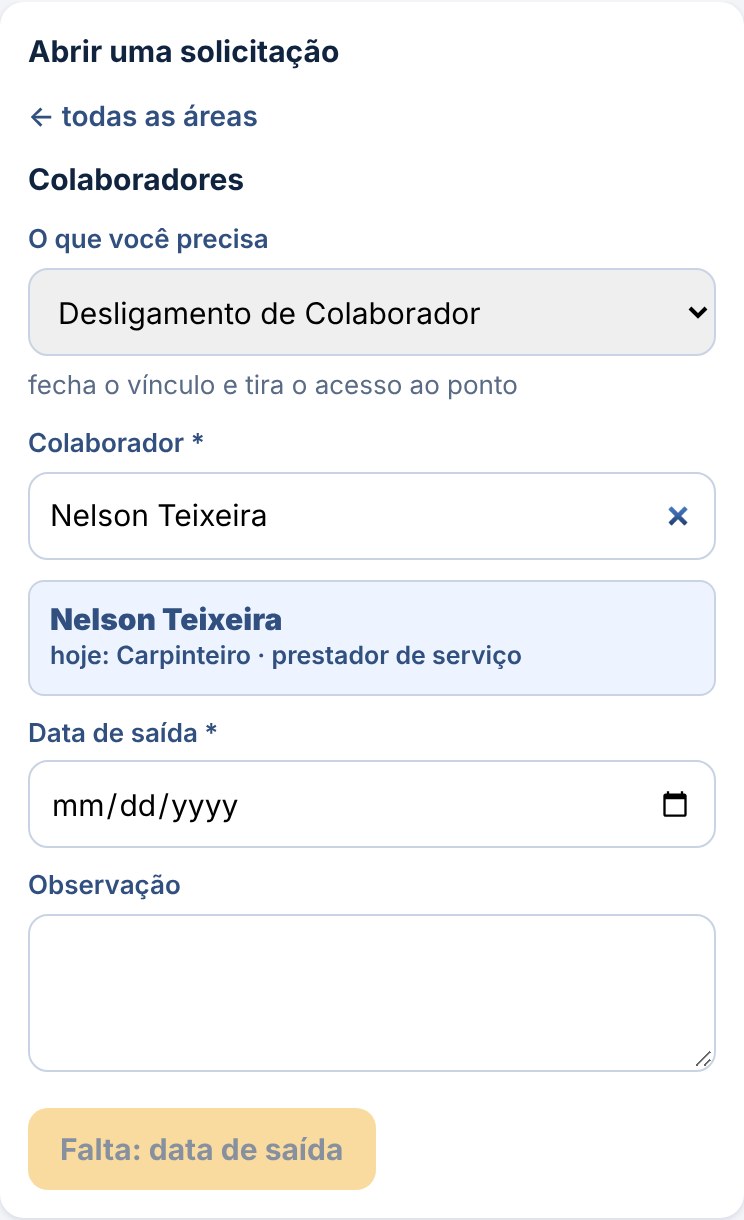 Abrir uma solicitação
← todas as áreas
Colaboradores
O que você precisa
Desligamento de Colaborador
fecha o vínculo e tira o acesso ao ponto
Colaborador *
Nelson Teixeira
Nelson Teixeira
hoje: Carpinteiro · prestador de serviço
Data de saída *
mm/dd/yyyy
Observação
Falta: data de saída